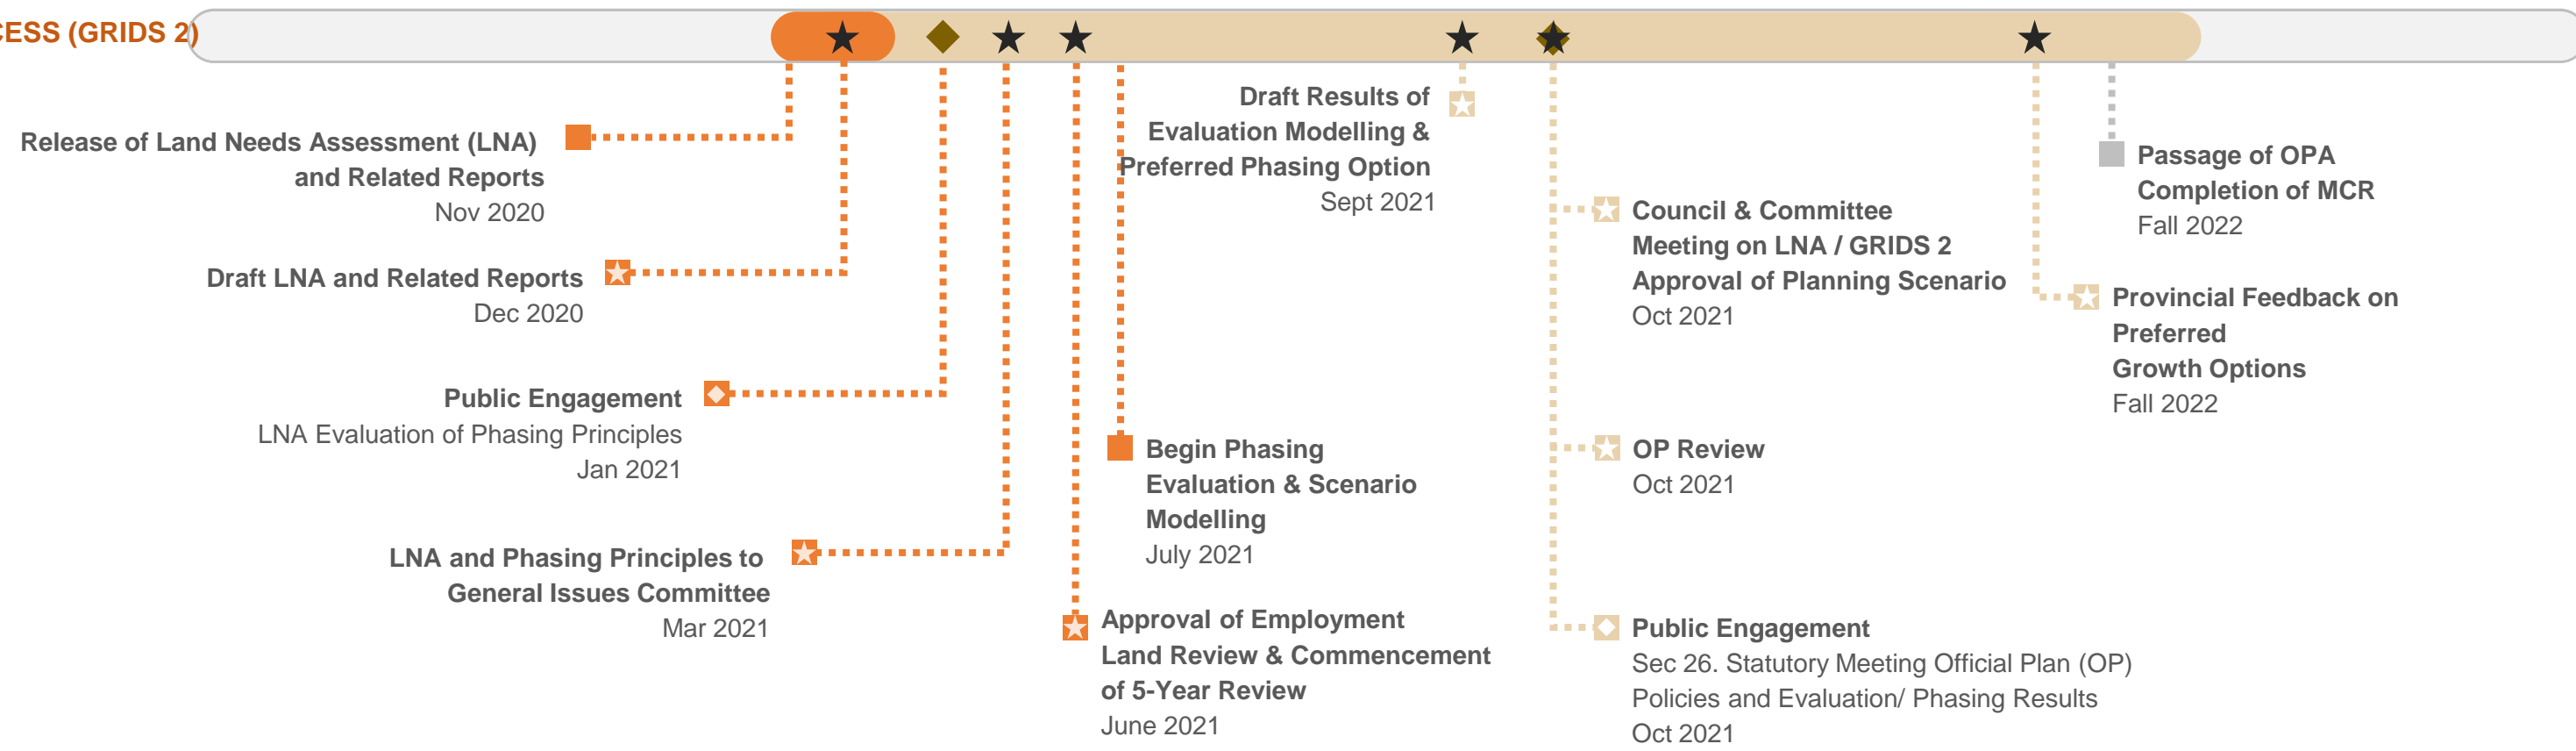 CESS (GRIDS 2)
Release of Land Needs Assessment (LNA)
and Related Reports
Nov 2020
Draft LNA and Related Reports
Dec 2020
Public Engagement
LNA Evaluation of Phasing Principles
Jan 2021
LNA and Phasing Principles to
General Issues Committee
Mar 2021
Approval of Employment
Land Review & Commencement
of 5-Year Review
June 2021
Begin Phasing
Evaluation & Scenario
Modelling
July 2021
Draft Results of
Evaluation Modelling &
Preferred Phasing Option
Sept 2021
Council & Committee
Meeting on LNA / GRIDS 2
Approval of Planning Scenario
Oct 2021
OP Review
Oct 2021
Public Engagement
Sec 26. Statutory Meeting Official Plan (OP)
Policies and Evaluation/ Phasing Results
Oct 2021
Passage of OPA
Completion of MCR
Fall 2022
Provincial Feedback on
Preferred
Growth Options
Fall 2022